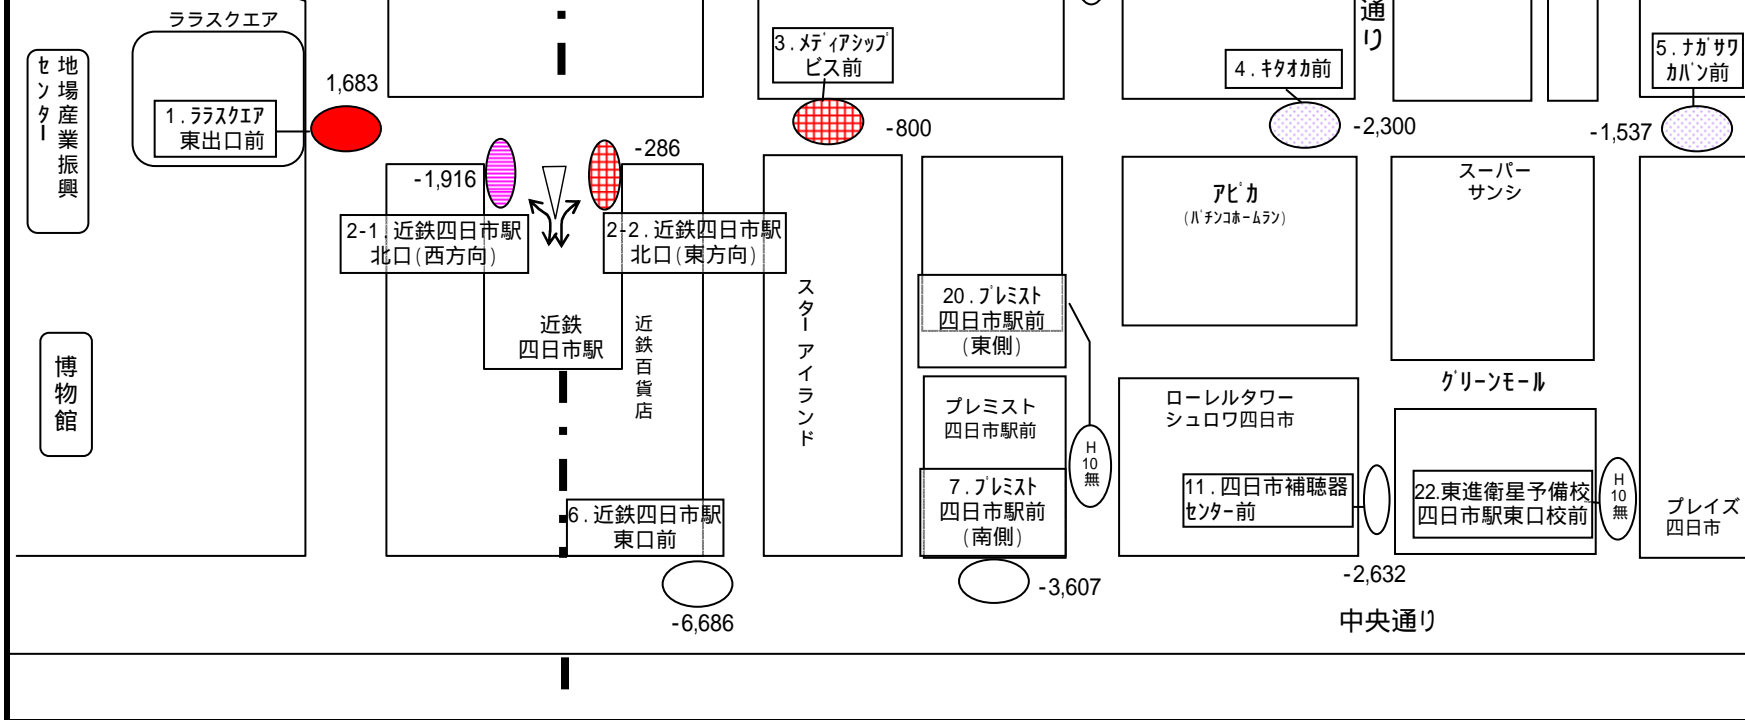 ララスクエア
地場産業振興
センター
1,683
1.ララスクエア
東出口前
3.メディアシップ
ビス前
-800
通り
4.キタオカ前
-2,300
5.ナガサワ
カバン前
-1,537
-1,916
-286
2-1.近鉄四日市駅
北口(西方向)
2-2.近鉄四日市駅
北口(東方向)
アピカ
(パチンコホームラン)
スーパー
サンシ
20.プレミスト
四日市駅前
(東側)
近鉄
四日市駅
近鉄百貨店
スターアイランド
博物館
プレミスト
四日市駅前
ローレルタワー
シュロワ四日市
グリーンモール
H
10
無
7.プレミスト
四日市駅前
(南側)
11.四日市補聴器
センター前
22.東進衛星予備校
四日市駅東口校前
H
10
無
プレイズ
四日市
6.近鉄四日市駅
東口前
-6,686
-3,607
-2,632
中央通り